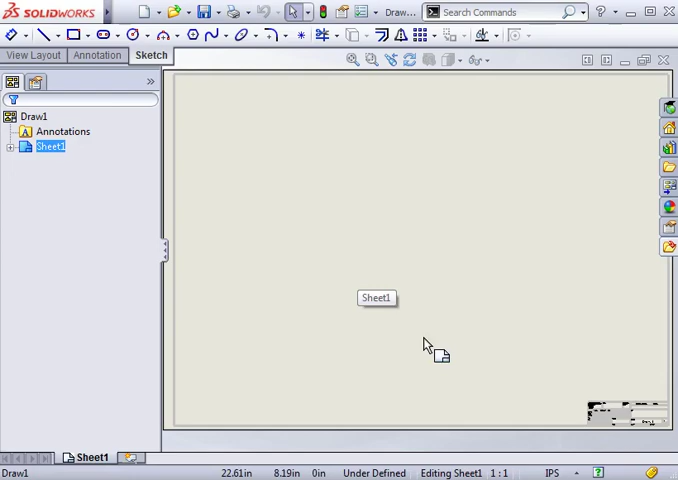 SOLIDWORKS
Draw...
Search Commands
?
View Layout
Annotation
Sketch
Draw1
A Annotations
Sheet1
Sheet1
Sheet1
Draw1
22.61in
8.19in
0in
Under Defined
Editing Sheet1
1 : 1
IPS
?